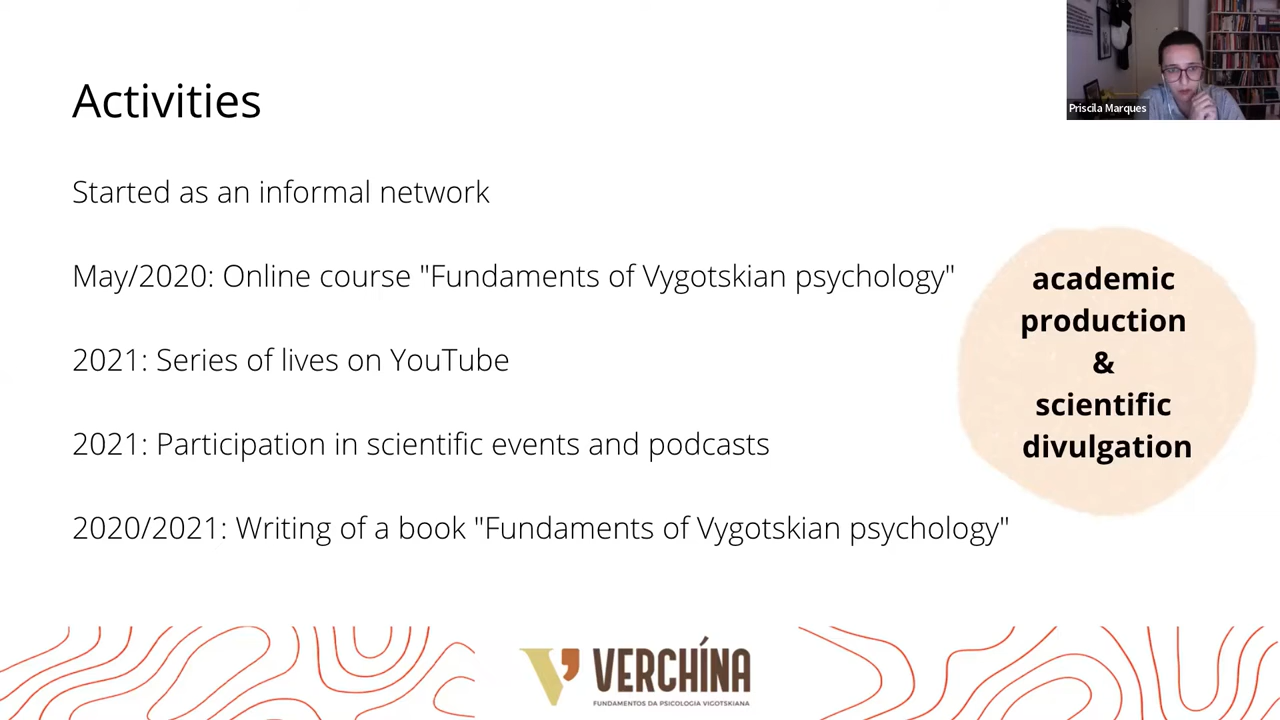 Activities
Priscila Marques
Started as an informal network
May/2020: Online course "Fundaments of Vygotskian psychology"
2021: Series of lives on YouTube
2021: Participation in scientific events and podcasts
2020/2021: Writing of a book "Fundaments of Vygotskian psychology"
academic
production
&
scientific
divulgation
VERCHÍNA
FUNDAMENTOS DA PSICOLOGIA VIGOTSKIANA